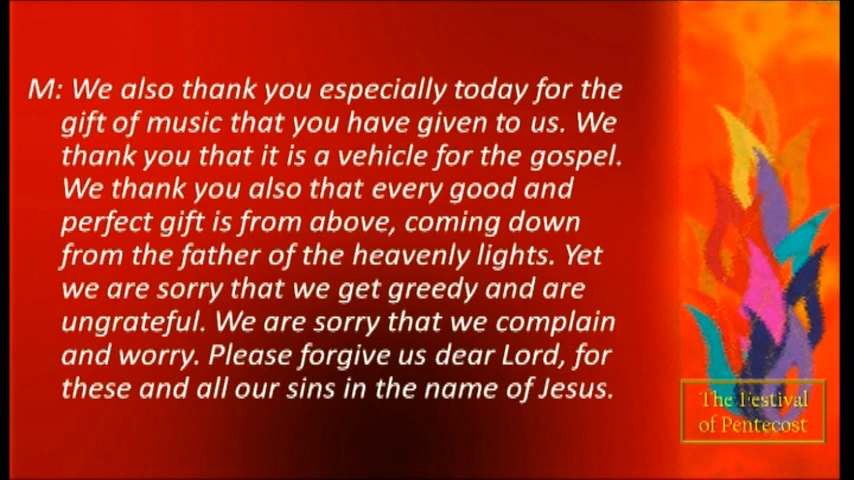 M: We also thank you especially today for the
gift of music that you have given to us. We
thank you that it is a vehicle for the gospel.
We thank you also that every good and
perfect gift is from above, coming down
from the father of the heavenly lights. Yet
we are sorry that we get greedy and are
ungrateful. We are sorry that we complain
and worry. Please forgive us dear Lord, for
these and all our sins in the name of Jesus.
The Festival
of Pentecost